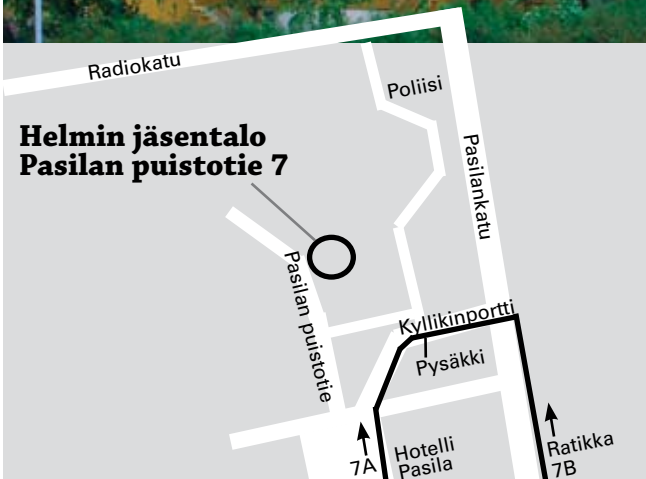 Radiokatu
Poliisi
Helmin jäsentalo
Pasilan puistotie 7
Pasilankatu
Pasilan puistotie
Kyllikinportti
Pysäkki
7A
Hotelli
Pasila
Ratikka
7B